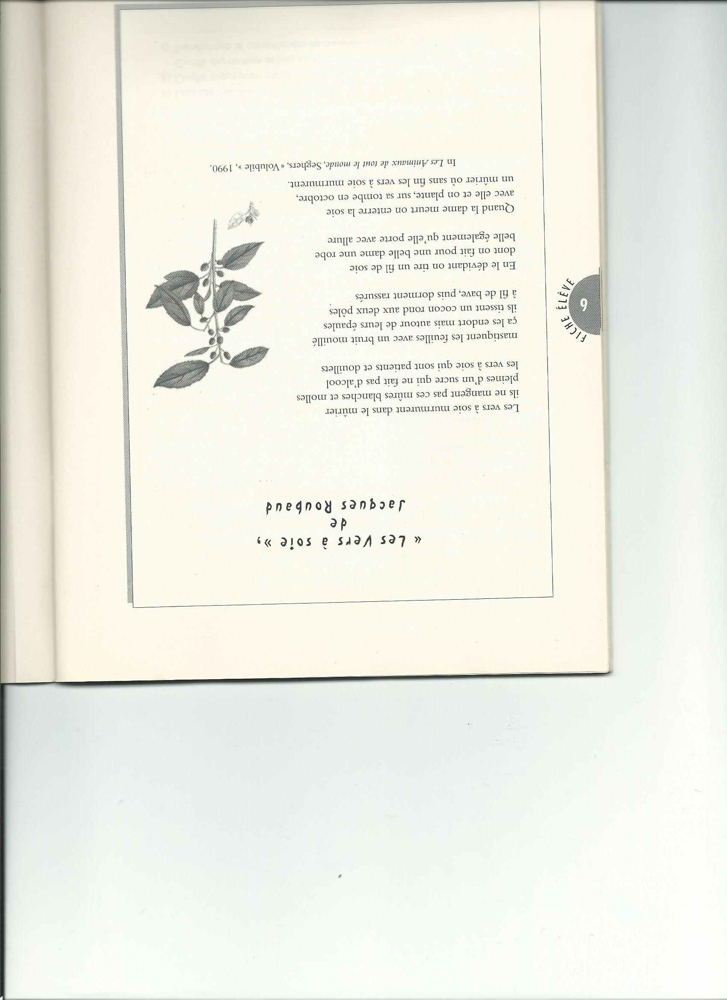 FICHE ÉLÈVE
9
« Les Vers à soie »,
de
Jacques Roubaud
Les vers à soie murmurent dans le mûrier
ils ne mangent pas ces mûres blanches et molles
pleines d'un sucre qui ne fait pas d'alcool
les vers à soie qui sont patients et douillets
mastiquent les feuilles avec un bruit mouillé
ça les endort mais autour de leurs épaules
ils tissent un cocon rond aux deux pôles
à fil de bave, puis dorment rassurés
En le dévidant on tire un fil de soie
dont on fait pour une belle dame une robe
belle également qu'elle porte avec allure
Quand la dame meurt on enterre la soie
avec elle et on plante, sur sa tombe en octobre,
un mûrier où sans fin les vers à soie murmurent.
In Les Animaux de tout le monde, Seghers, « Volubile », 1990.